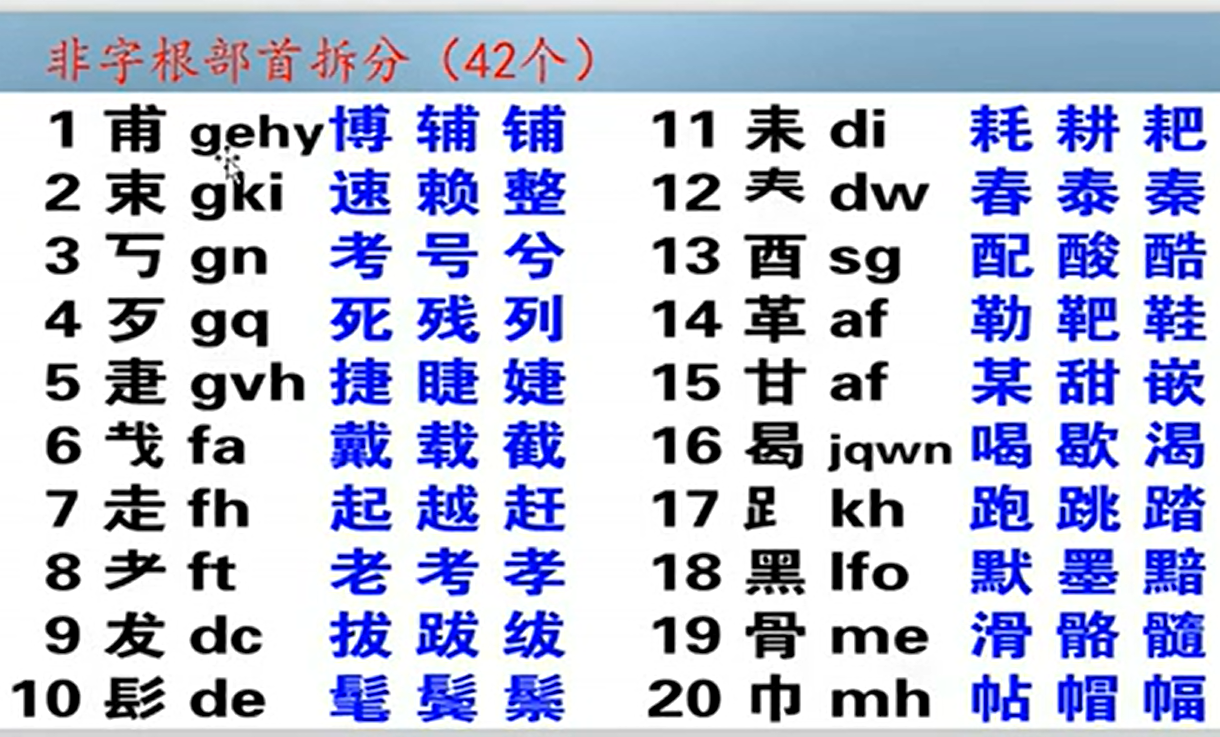 非字根部首拆分（42个）
1 甫 gehy 博 辅 铺
2 束 gki 速 赖 整
3 丂 gn 考 号 兮
4 歹 gq 死 残 列
5 疌 gvh 捷 睫 婕
6 𢦏 fa 戴 载 截
7 走 fh 起 越 赶
8 耂 ft 老 考 孝
9 犮 dc 拔 跋 绂
10 髟 de 髦 鬓 鬃
11 耒 di 耗 耕 耙
12 𡗗 dw 春 泰 秦
13 酉 sg 配 酸 酷
14 革 af 勒 靶 鞋
15 甘 af 某 甜 嵌
16 曷 jqwn 喝 歇 渴
17 𧾷 kh 跑 跳 踏
18 黑 lfo 默 墨 黯
19 骨 me 滑 骼 髓
20 巾 mh 帖 帽 幅